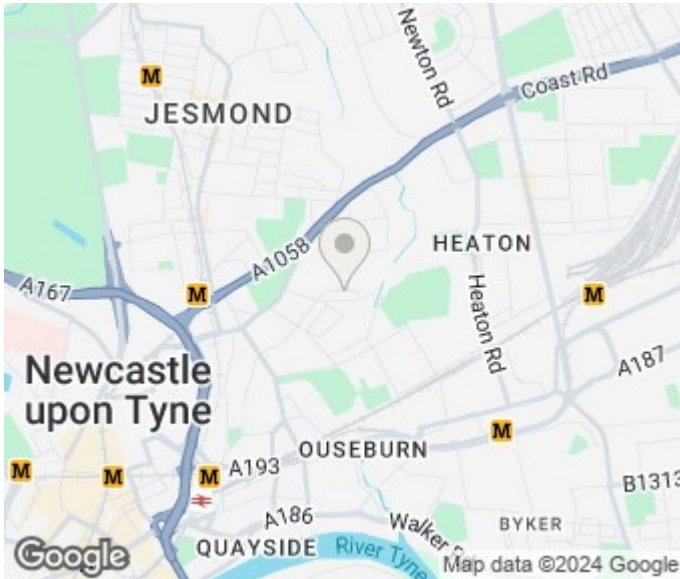 M
JESMOND
Newton Rd
Coast Rd
A1058
HEATON
A167
M
M
Heaton Rd
Newcastle
upon Tyne
A187
OUSEBURN
M
M
M
M
A193
B1313
A186
Walker Rd
BYKER
QUAYSIDE
River Tyne
Google
Map data ©2024 Google